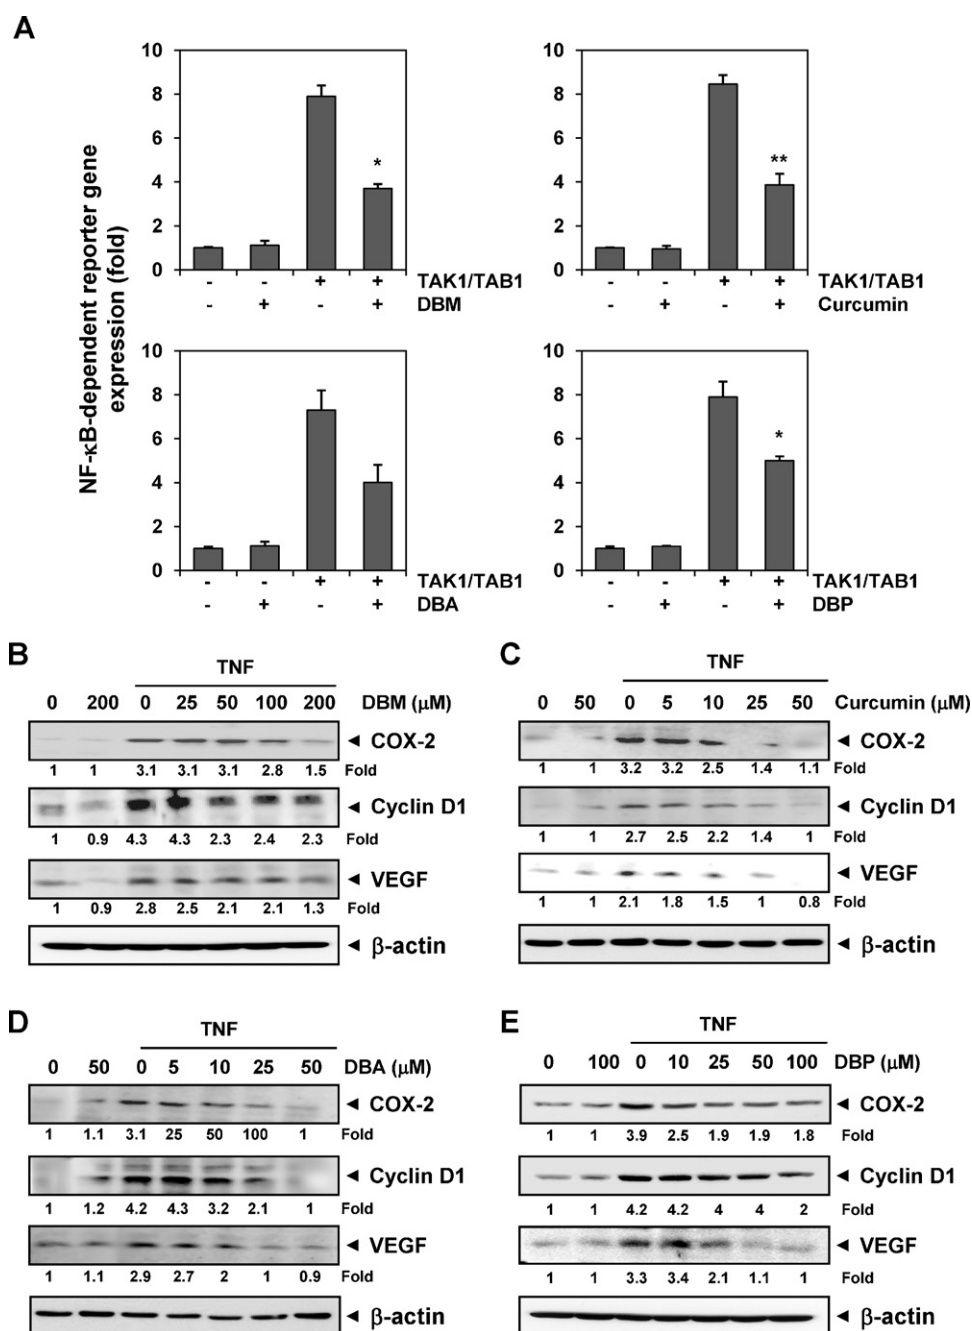 A
NF-κB-dependent reporter gene
expression (fold)
10
8
6
4
2
0
*
- - + + TAK1/TAB1
- + - + DBM
10
8
6
4
2
0
**
- - + + TAK1/TAB1
- + - + Curcumin
10
8
6
4
2
0
- - + + TAK1/TAB1
- + - + DBA
10
8
6
4
2
0
*
- - + + TAK1/TAB1
- + - + DBP
B
TNF
0 200 0 25 50 100 200 DBM (μM)
◄ COX-2
1 1 3.1 3.1 3.1 2.8 1.5 Fold
◄ Cyclin D1
1 0.9 4.3 4.3 2.3 2.4 2.3 Fold
◄ VEGF
1 0.9 2.8 2.5 2.1 2.1 1.3 Fold
◄ β-actin
C
TNF
0 50 0 5 10 25 50 Curcumin (μM)
◄ COX-2
1 1 3.2 3.2 2.5 1.4 1.1 Fold
◄ Cyclin D1
1 1 2.7 2.5 2.2 1.4 1 Fold
◄ VEGF
1 1 2.1 1.8 1.5 1 0.8 Fold
◄ β-actin
D
TNF
0 50 0 5 10 25 50 DBA (μM)
◄ COX-2
1 1.1 3.1 25 50 100 1 Fold
◄ Cyclin D1
1 1.2 4.2 4.3 3.2 2.1 1 Fold
◄ VEGF
1 1.1 2.9 2.7 2 1 0.9 Fold
◄ β-actin
E
TNF
0 100 0 10 25 50 100 DBP (μM)
◄ COX-2
1 1 3.9 2.5 1.9 1.9 1.8 Fold
◄ Cyclin D1
1 1 4.2 4.2 4 4 2 Fold
◄ VEGF
1 1 3.3 3.4 2.1 1.1 1 Fold
◄ β-actin